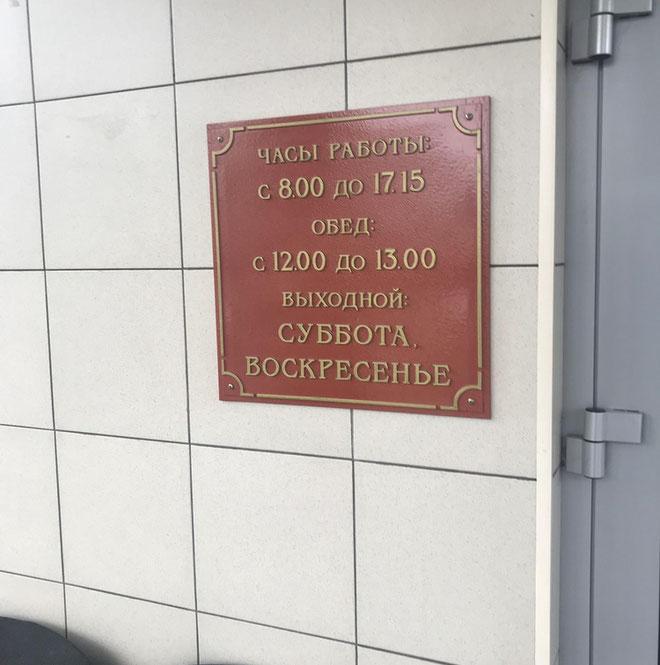 ЧАСЫ РАБОТЫ:
С 8.00 ДО 17.15
ОБЕД:
С 12.00 ДО 13.00
ВЫХОДНОЙ:
СУББОТА,
ВОСКРЕСЕНЬЕ